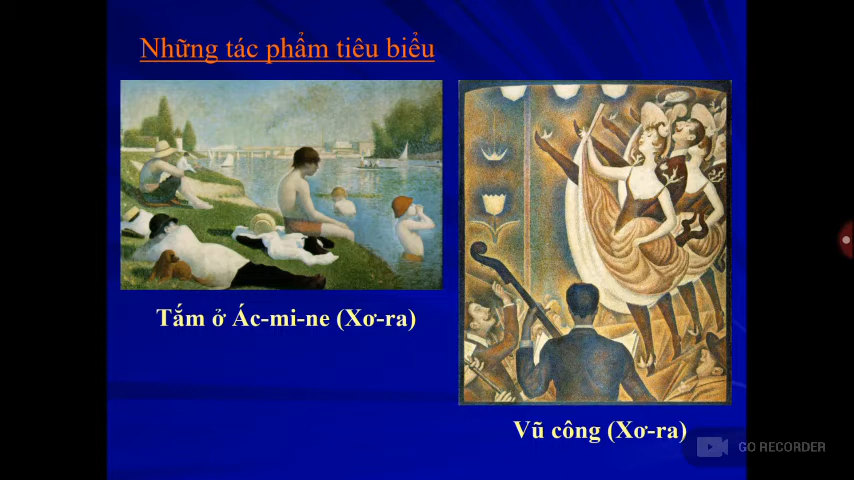 Những tác phẩm tiêu biểu
Tắm ở Ác-mi-ne (Xơ-ra)
Vũ công (Xơ-ra)
GO RECORDER